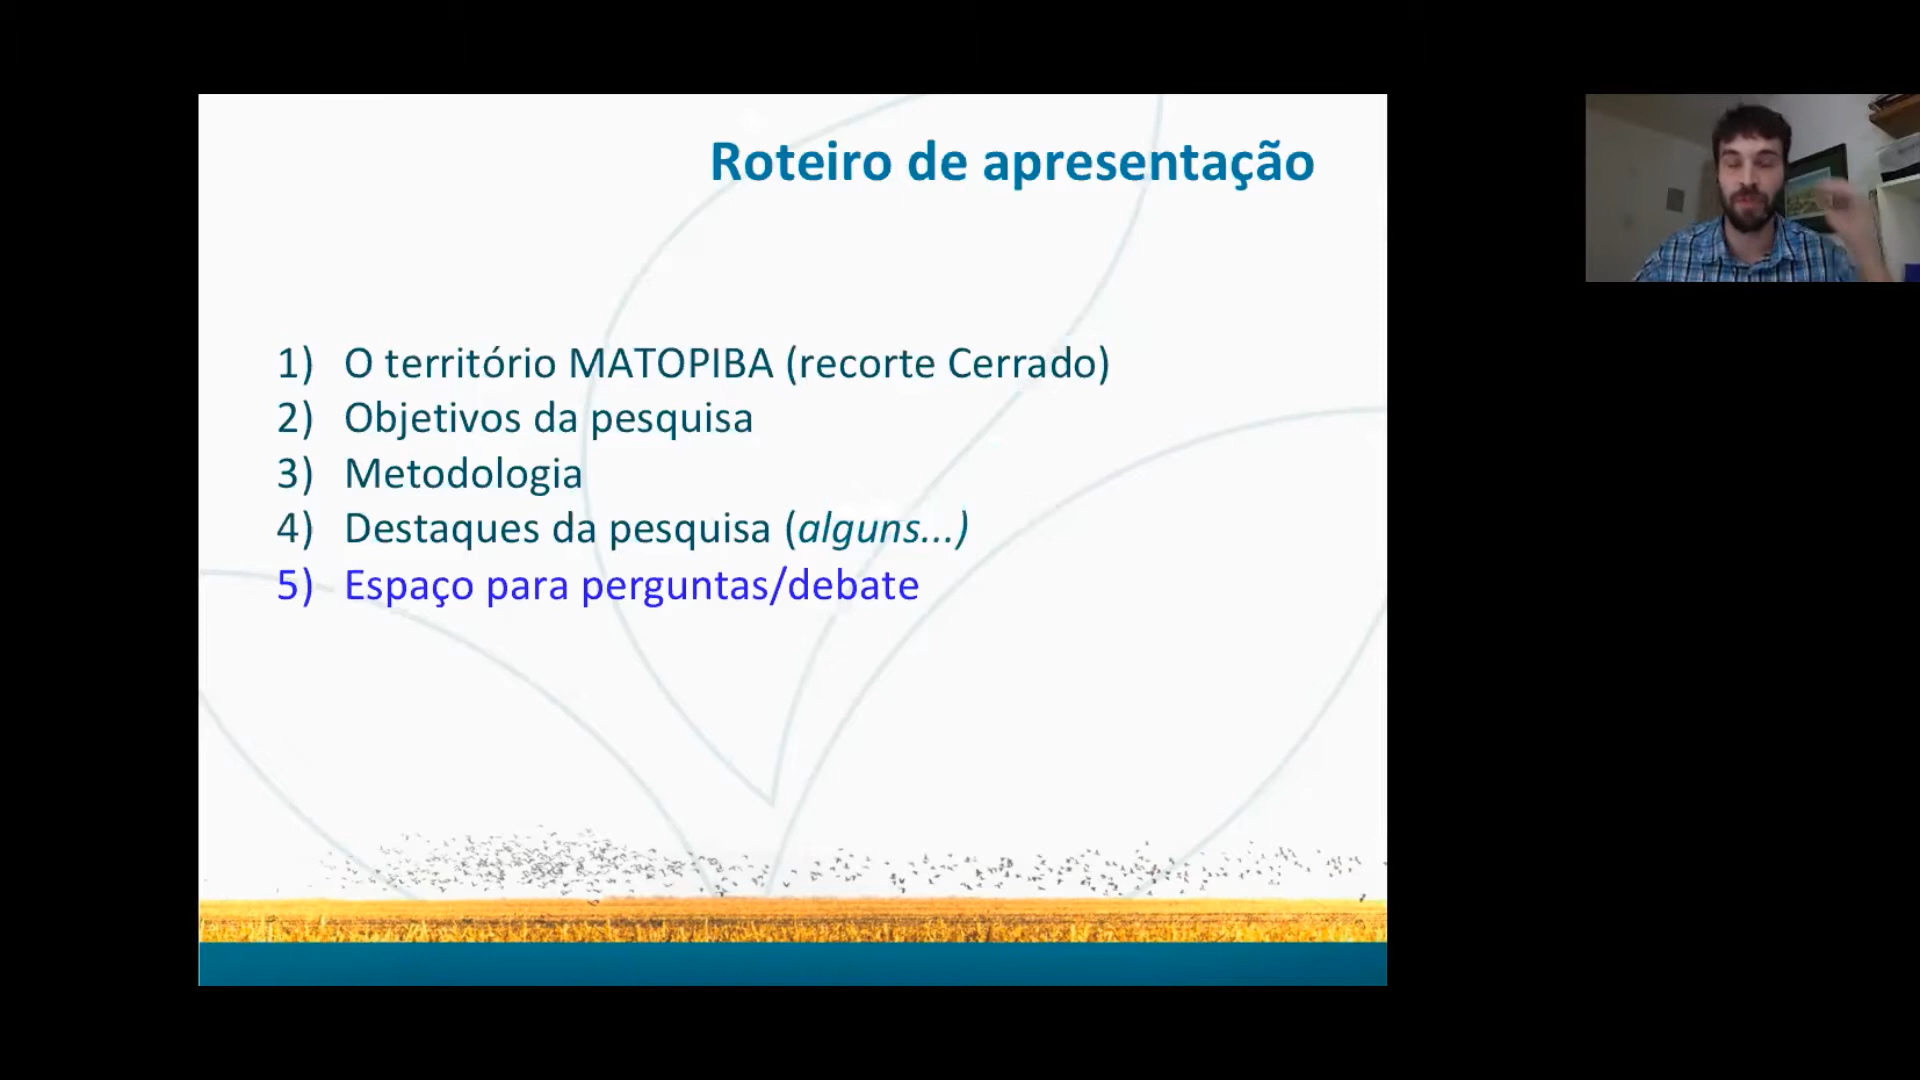 Roteiro de apresentação
1) O território MATOPIBA (recorte Cerrado)
2) Objetivos da pesquisa
3) Metodologia
4) Destaques da pesquisa (alguns...)
5) Espaço para perguntas/debate